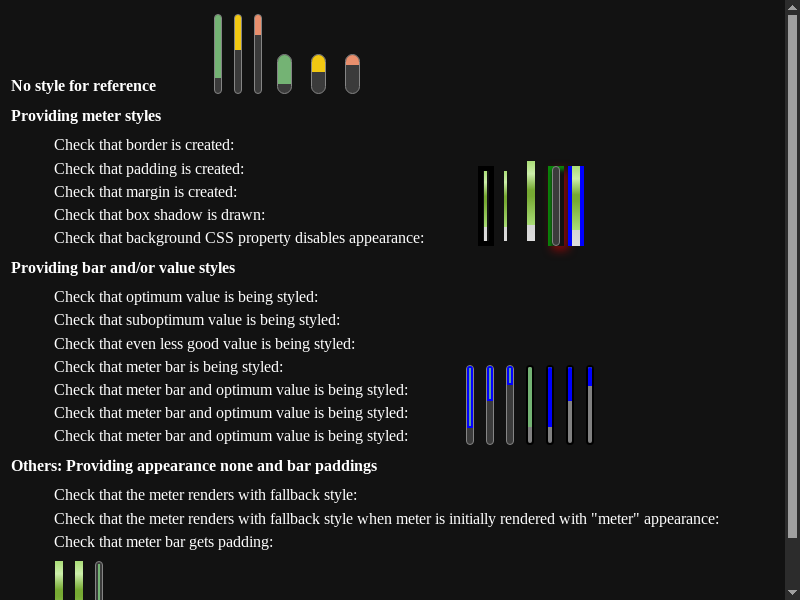 No style for reference
Providing meter styles
Check that border is created:
Check that padding is created:
Check that margin is created:
Check that box shadow is drawn:
Check that background CSS property disables appearance:
Providing bar and/or value styles
Check that optimum value is being styled:
Check that suboptimum value is being styled:
Check that even less good value is being styled:
Check that meter bar is being styled:
Check that meter bar and optimum value is being styled:
Check that meter bar and optimum value is being styled:
Check that meter bar and optimum value is being styled:
Others: Providing appearance none and bar paddings
Check that the meter renders with fallback style:
Check that the meter renders with fallback style when meter is initially rendered with "meter" appearance:
Check that meter bar gets padding: